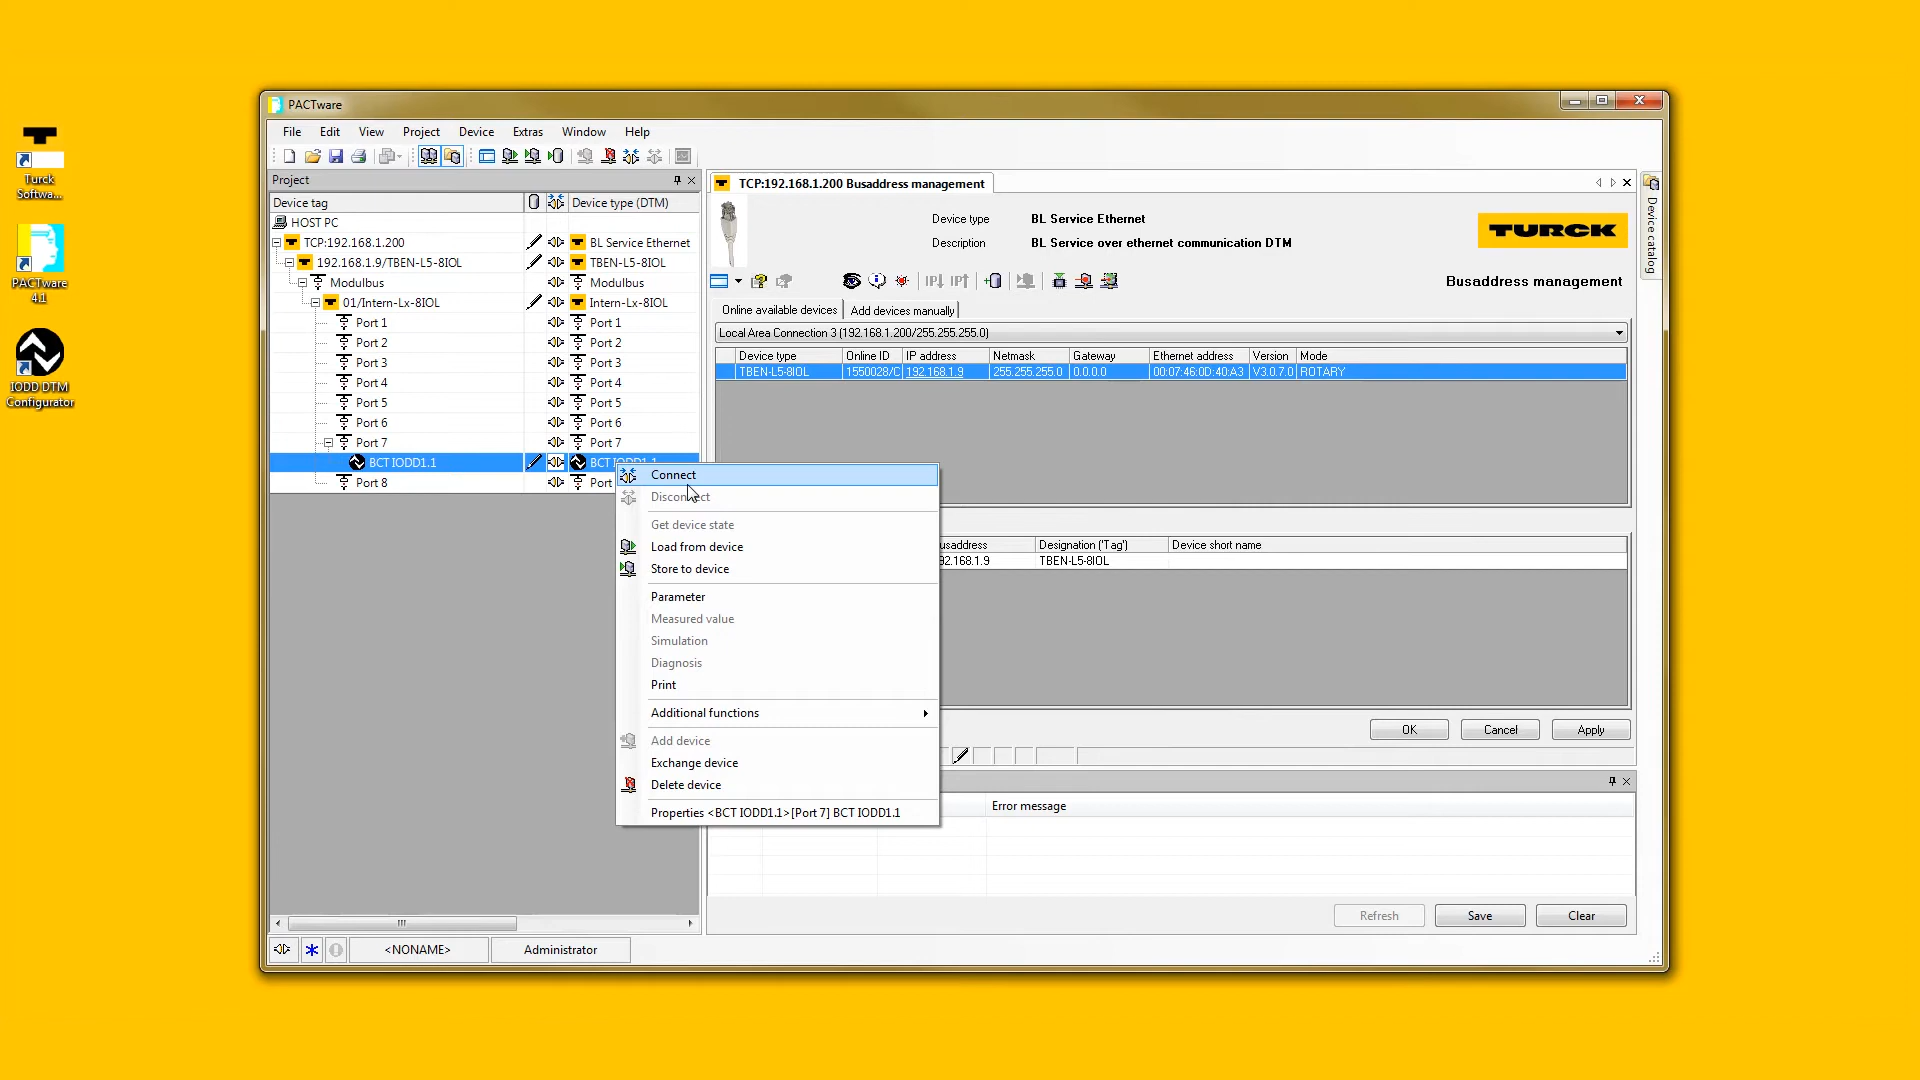 PACTware
File Edit View Project Device Extras Window Help
Turck
Softwa...
PACTware
4.1
IODD DTM
Configurator
Project
Device tag Device type (DTM)
HOST PC
TCP:192.168.1.200 BL Service Ethernet
192.168.1.9/TBEN-L5-8IOL TBEN-L5-8IOL
Modulbus Modulbus
01/Intern-Lx-8IOL Intern-Lx-8IOL
Port 1 Port 1
Port 2 Port 2
Port 3 Port 3
Port 4 Port 4
Port 5 Port 5
Port 6 Port 6
Port 7 Port 7
BCT IODD1.1 BCT IODD1.1
Port 8 Port
Connect
Disconnect
Get device state
Load from device
Store to device
Parameter
Measured value
Simulation
Diagnosis
Print
Additional functions
Add device
Exchange device
Delete device
Properties <BCT IODD1.1>[Port 7] BCT IODD1.1
TCP:192.168.1.200 Busaddress management
Device type BL Service Ethernet
Description BL Service over ethernet communication DTM
TURCK
Busaddress management
Device catalog
Online available devices Add devices manually
Local Area Connection 3 (192.168.1.200/255.255.255.0)
Device type Online ID IP address Netmask Gateway Ethernet address Version Mode
TBEN-L5-8IOL 1550028/C 192.168.1.9 255.255.255.0 0.0.0.0 00:07:46:0D:40:A3 V3.0.7.0 ROTARY
usaddress Designation ('Tag') Device short name
92.168.1.9 TBEN-L5-8IOL
OK Cancel Apply
Error message
Refresh Save Clear
<NONAME> Administrator